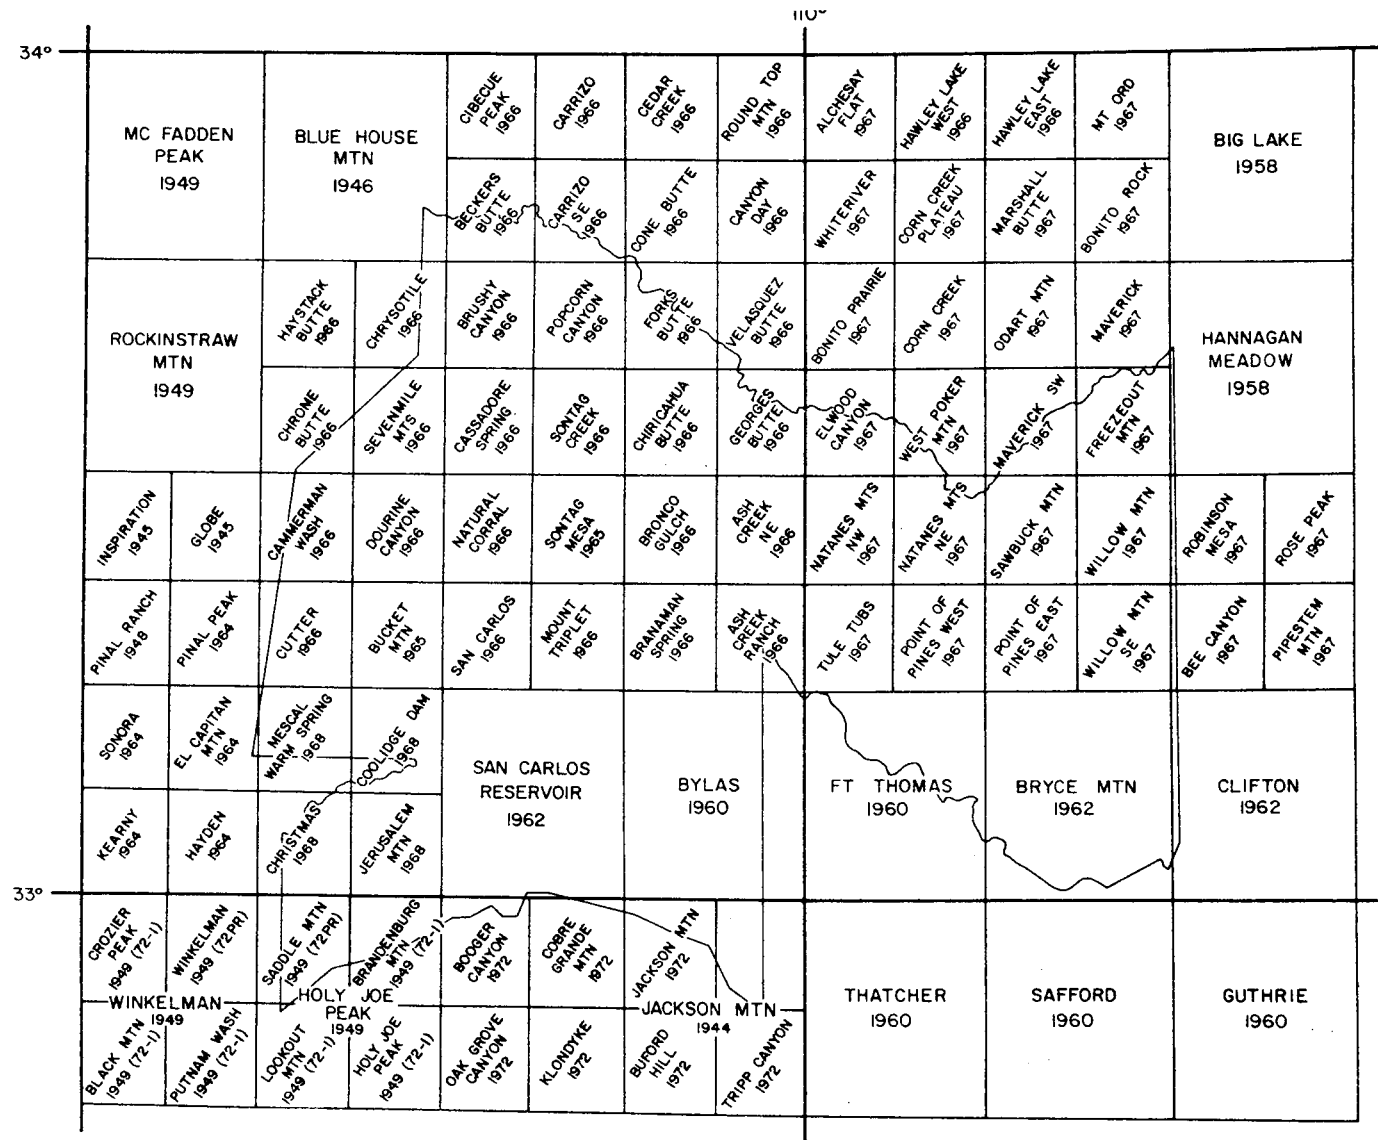 110°
34°
MC FADDEN
PEAK
1949
BLUE HOUSE
MTN
1946
CIBECUE
PEAK
1966
CARRIZO
1966
CEDAR
CREEK
1966
ROUND TOP
MTN
1966
ALCHESAY
FLAT
1967
HAWLEY LAKE
WEST
1966
HAWLEY LAKE
EAST
1966
MT ORD
1967
BIG LAKE
1958
BECKERS
BUTTE
1966
CARRIZO
SE
1966
CONE BUTTE
1966
CANYON
DAY
1966
WHITERIVER
1967
CORN CREEK
PLATEAU
1967
MARSHALL
BUTTE
1967
BONITO ROCK
1967
ROCKINSTRAW
MTN
1949
HAYSTACK
BUTTE
1966
CHRYSOTILE
1966
BRUSHY
CANYON
1966
POPCORN
CANYON
1966
FORKS
BUTTE
1966
VELASQUEZ
BUTTE
1966
BONITO PRAIRIE
1967
CORN CREEK
1967
ODART MTN
1967
MAVERICK
1967
HANNAGAN
MEADOW
1958
CHROME
BUTTE
1966
SEVENMILE
MTS
1966
CASSADORE
SPRING
1966
SONTAG
CREEK
1966
CHIRICAHUA
BUTTE
1966
GEORGES
BUTTE
1966
ELWOOD
CANYON
1967
WEST POKER
MTN
1967
MAVERICK SW
1967
FREEZEOUT
MTN
1967
INSPIRATION
1945
GLOBE
1945
CAMMERMAN
WASH
1966
DOURINE
CANYON
1966
NATURAL
CORRAL
1966
SONTAG
MESA
1965
BRONCO
GULCH
1966
ASH
CREEK
NE
1966
NATANES MTS
NW
1967
NATANES MTS
NE
1967
SAWBUCK MTN
1967
WILLOW MTN
1967
ROBINSON
MESA
1967
ROSE PEAK
1967
PINAL RANCH
1948
PINAL PEAK
1964
CUTTER
1966
BUCKET
MTN
1965
SAN CARLOS
1966
MOUNT
TRIPLET
1966
BRANAMAN
SPRING
1966
ASH
CREEK
RANCH
1966
TULE TUBS
1967
POINT OF
PINES WEST
1967
POINT OF
PINES EAST
1967
WILLOW MTN
SE
1967
BEE CANYON
1967
PIPESTEM
MTN
1967
SONORA
1964
EL CAPITAN
MTN
1964
MESCAL
WARM SPRING
1968
COOLIDGE DAM
1968
SAN CARLOS
RESERVOIR
1962
BYLAS
1960
FT THOMAS
1960
BRYCE MTN
1962
CLIFTON
1962
KEARNY
1964
HAYDEN
1964
CHRISTMAS
1968
JERUSALEM
MTN
1968
33°
CROZIER
PEAK
1949 (72-1)
WINKELMAN
1949 (72PR)
SADDLE MTN
1949 (72PR)
BRANDENBURG
MTN
1949 (72-1)
BOOGER
CANYON
1972
COBRE
GRANDE
MTN
1972
JACKSON MTN
1972
WINKELMAN
1949
HOLY JOE
PEAK
1949
JACKSON MTN
1944
THATCHER
1960
SAFFORD
1960
GUTHRIE
1960
BLACK MTN
1949 (72-1)
PUTNAM WASH
1949 (72-1)
LOOKOUT
MTN
1949 (72-1)
HOLY JOE
PEAK
1949 (72-1)
OAK GROVE
CANYON
1972
KLONDYKE
1972
BUFORD
HILL
1972
TRIPP CANYON
1972